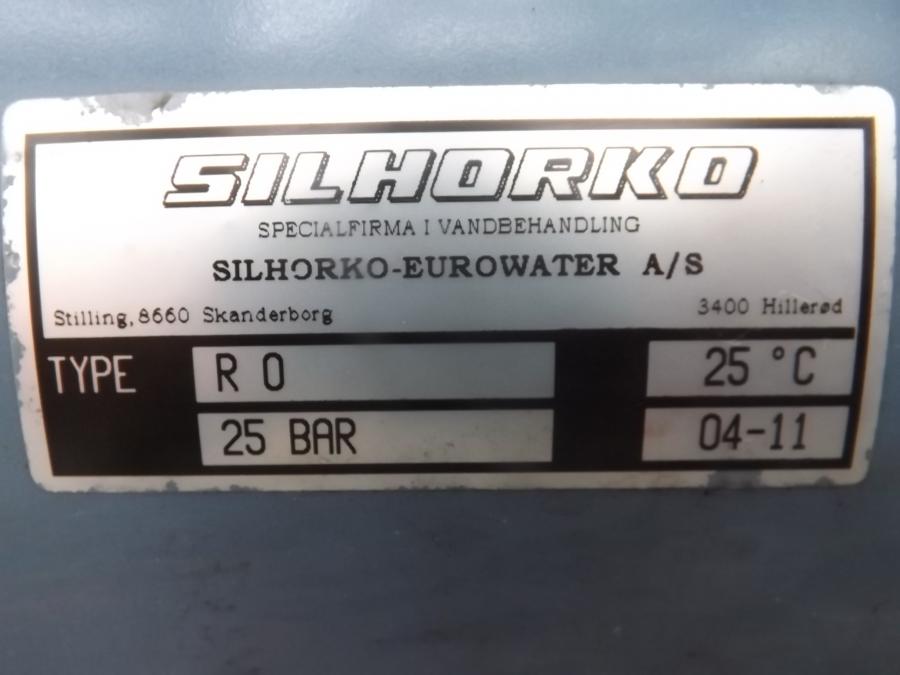 SILHORKO
SPECIALFIRMA I VANDBEHANDLING
SILHORKO-EUROWATER A/S
Stilling, 8660 Skanderborg 3400 Hillerød
TYPE R O 25 °C
25 BAR 04-11